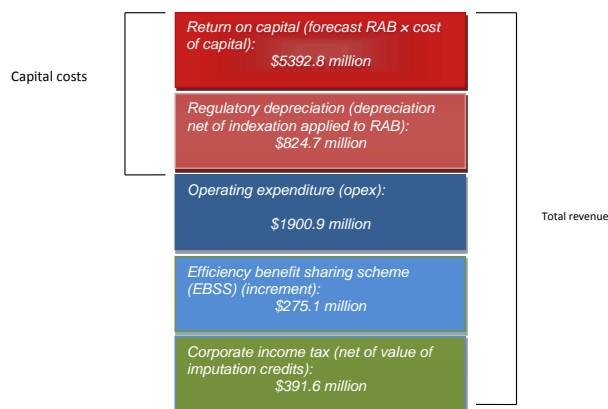 Return on capital (forecast RAB × cost
of capital):
$5392.8 million
Capital costs
Regulatory depreciation (depreciation
net of indexation applied to RAB):
$824.7 million
Operating expenditure (opex):
$1900.9 million
Total revenue
Efficiency benefit sharing scheme
(EBSS) (increment):
$275.1 million
Corporate income tax (net of value of
imputation credits):
$391.6 million